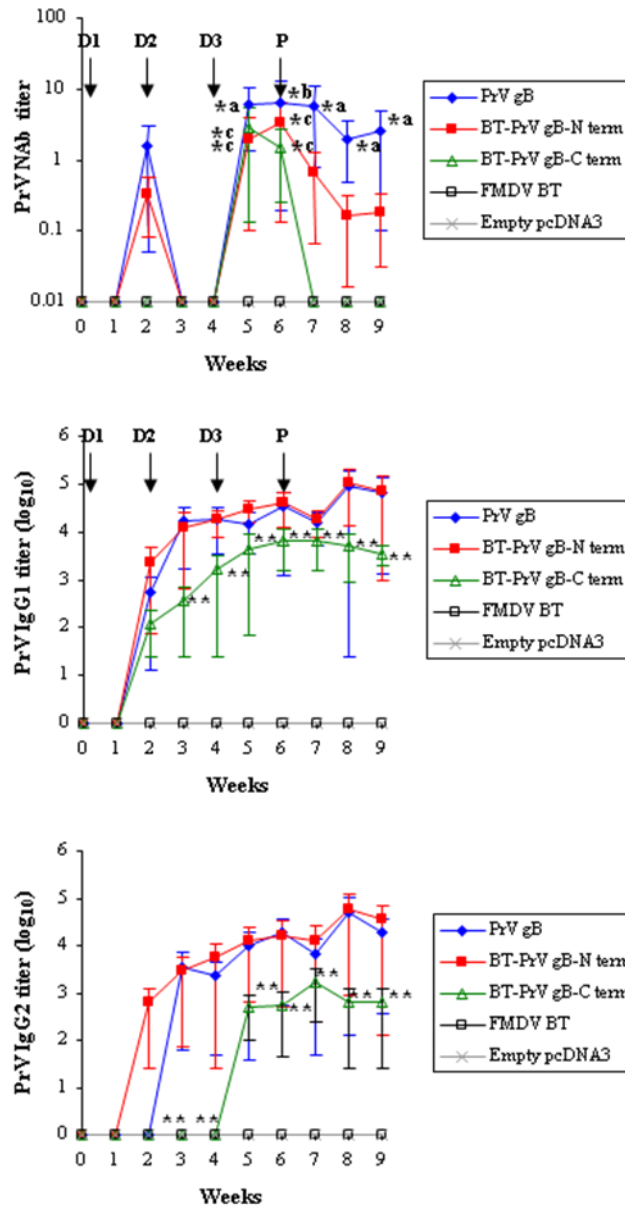 D1 D2 D3 P
PrV NAb titer
100
10
1
0.1
0.01
*a *b *a *c *c *c *c *a *a
0 1 2 3 4 5 6 7 8 9
Weeks
PrV gB
BT-PrV gB-N term
BT-PrV gB-C term
FMDV BT
Empty pcDNA3
D1 D2 D3 P
PrV IgG1 titer (log10)
6
5
4
3
2
1
0
** ** ** ** ** ** **
0 1 2 3 4 5 6 7 8 9
Weeks
PrV gB
BT-PrV gB-N term
BT-PrV gB-C term
FMDV BT
Empty pcDNA3
PrV IgG2 titer (log10)
6
5
4
3
2
1
0
** ** ** ** ** ** **
0 1 2 3 4 5 6 7 8 9
Weeks
PrV gB
BT-PrV gB-N term
BT-PrV gB-C term
FMDV BT
Empty pcDNA3